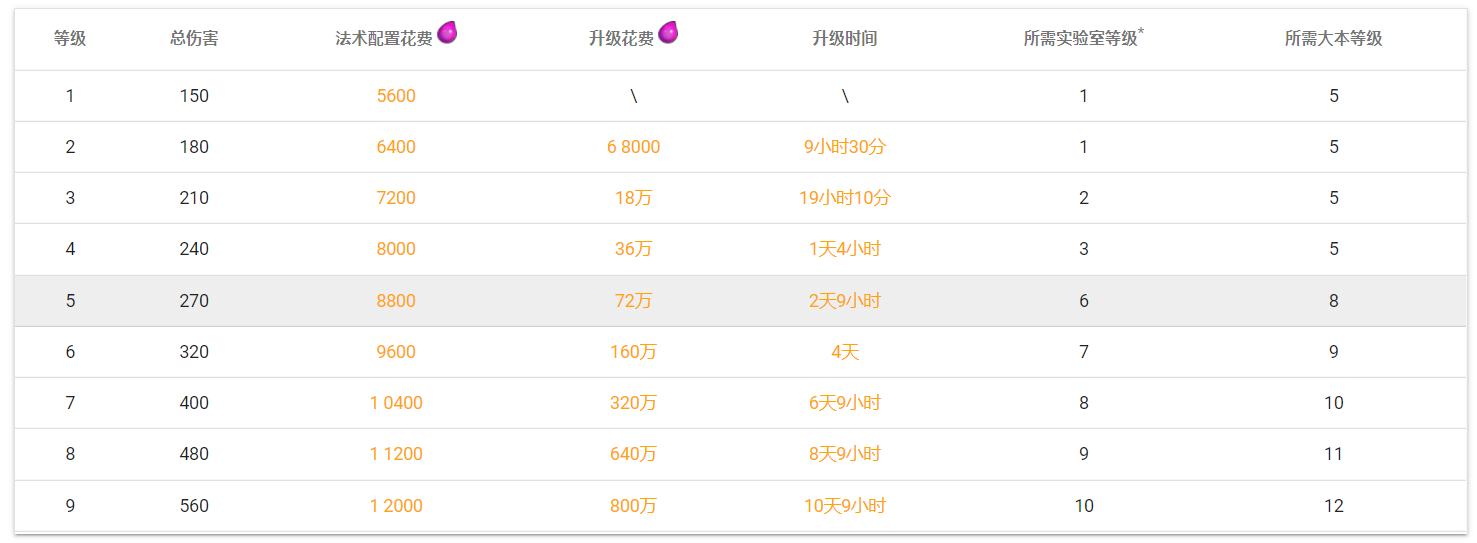 等级 总伤害 法术配置花费 升级花费 升级时间 所需实验室等级* 所需大本等级
1 150 5600 \ \ 1 5
2 180 6400 6 8000 9小时30分 1 5
3 210 7200 18万 19小时10分 2 5
4 240 8000 36万 1天4小时 3 5
5 270 8800 72万 2天9小时 6 8
6 320 9600 160万 4天 7 9
7 400 1 0400 320万 6天9小时 8 10
8 480 1 1200 640万 8天9小时 9 11
9 560 1 2000 800万 10天9小时 10 12